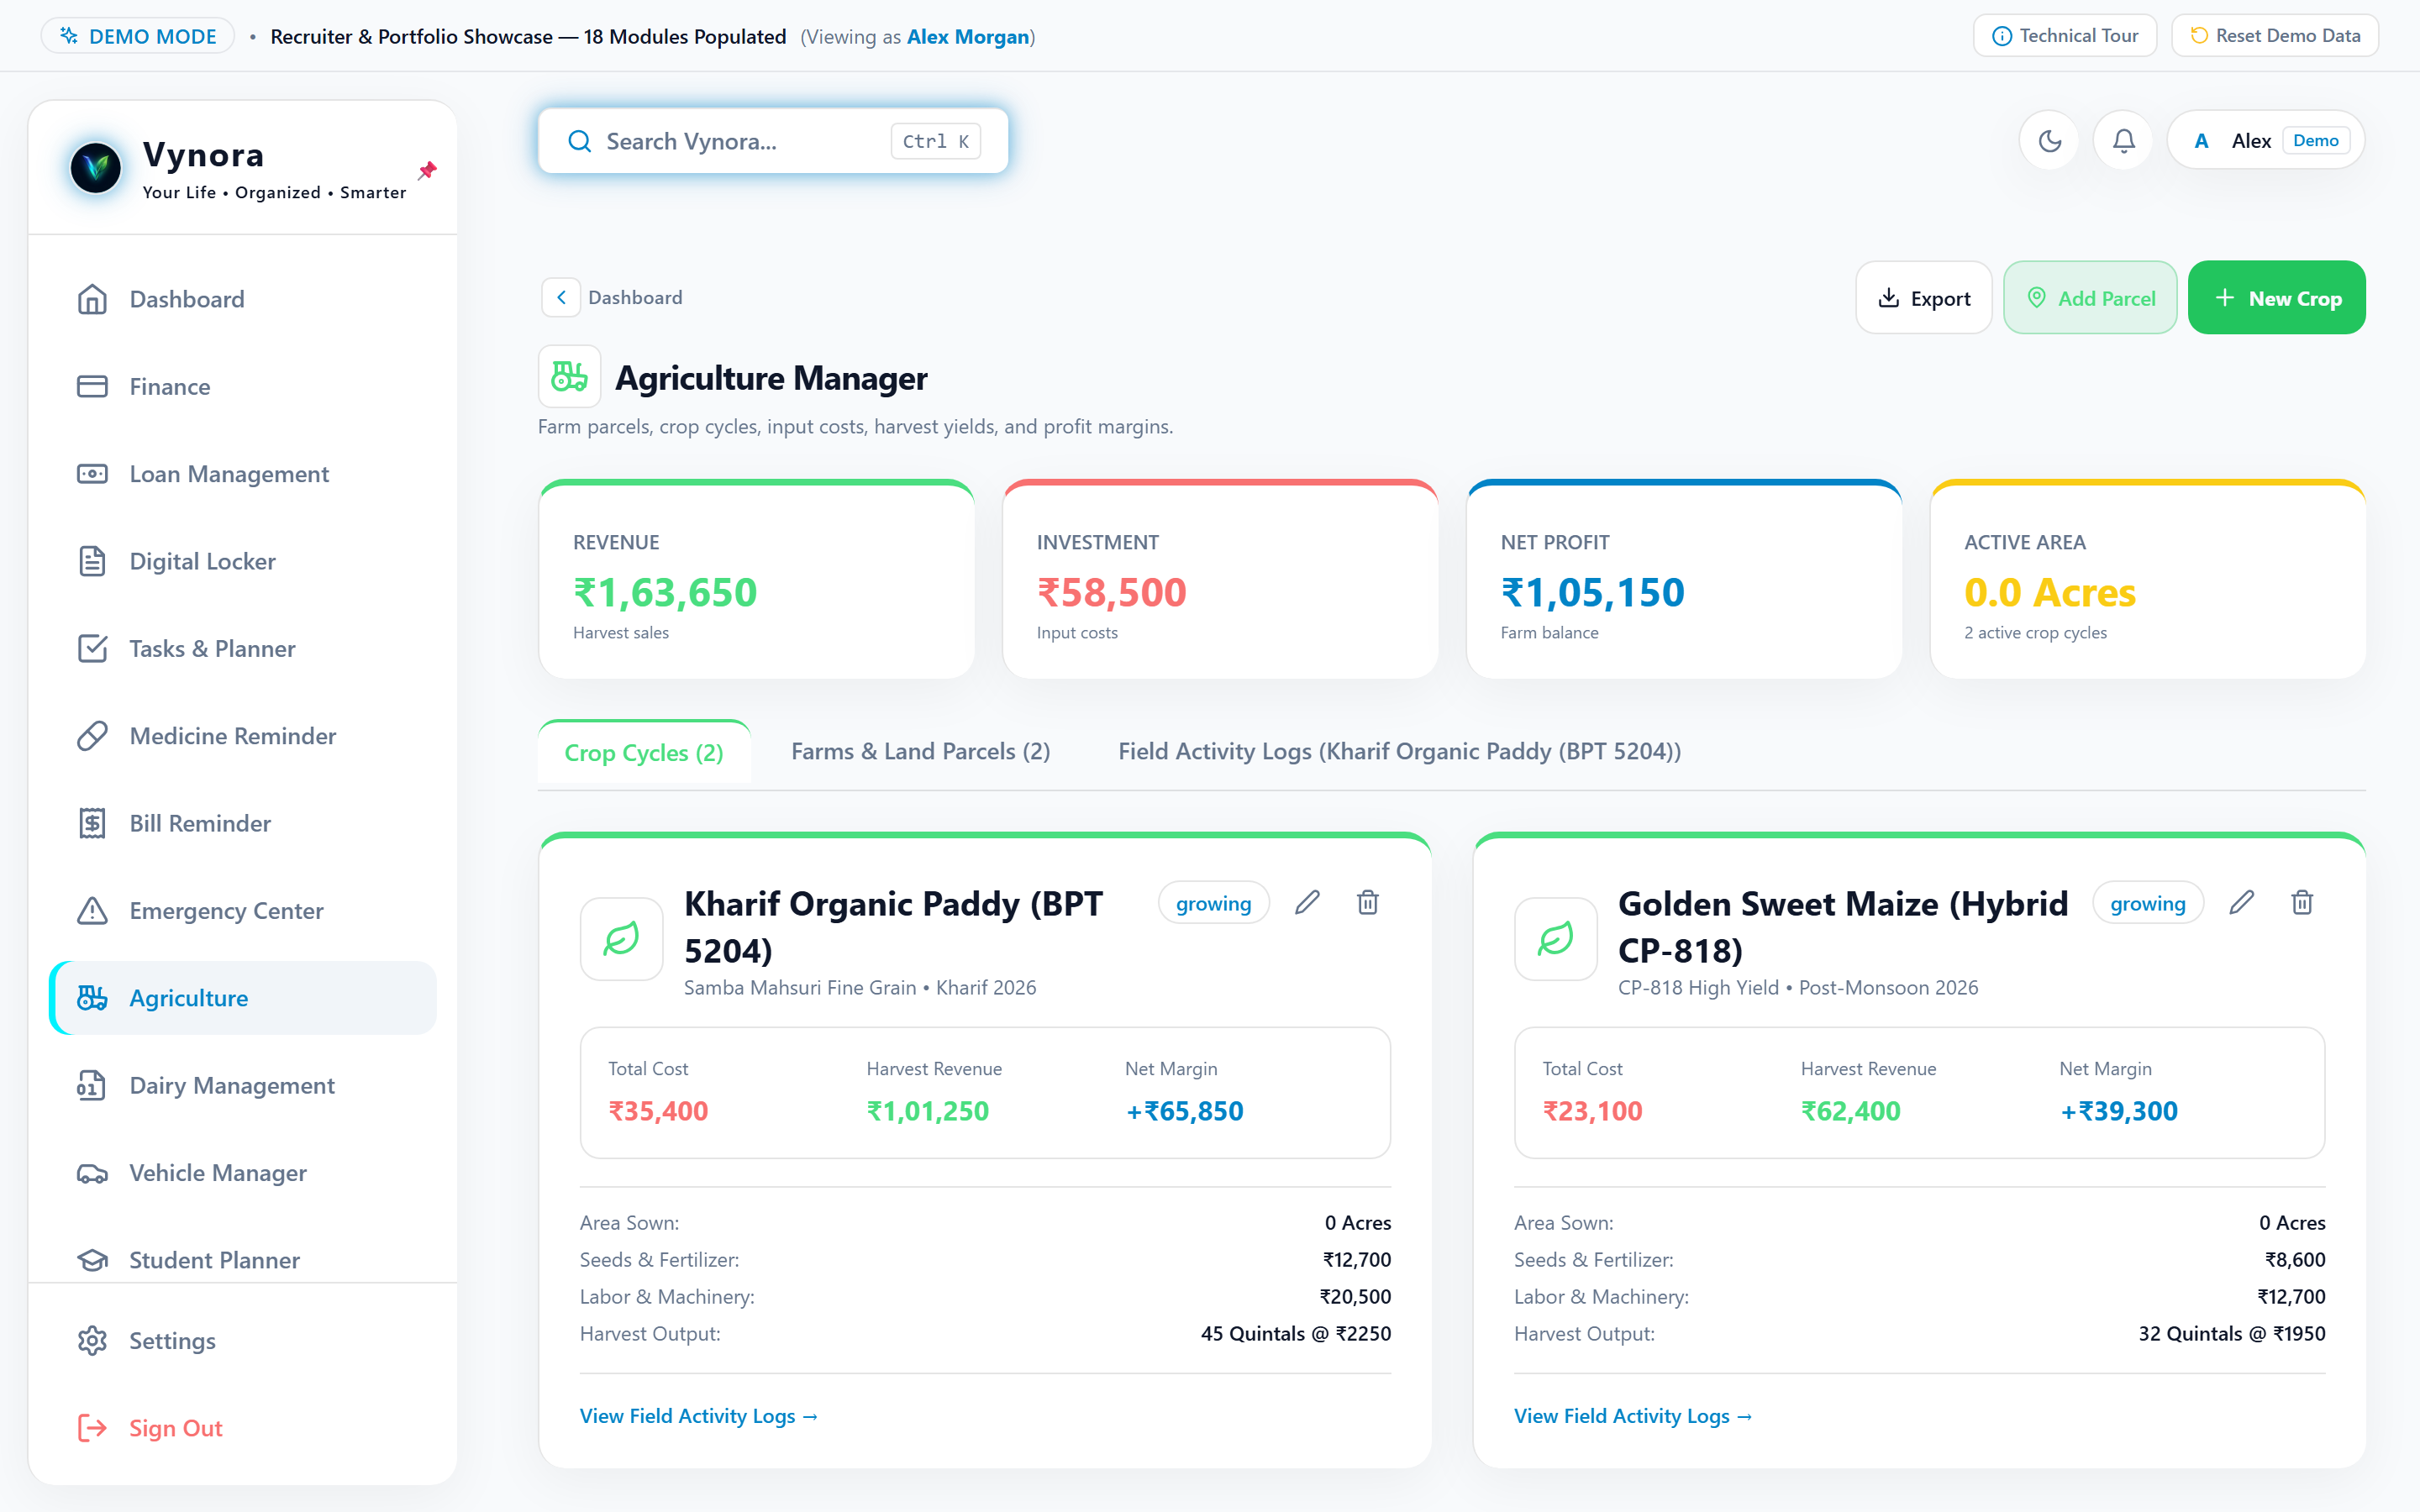 DEMO MODE • Recruiter & Portfolio Showcase — 18 Modules Populated (Viewing as Alex Morgan)
Technical Tour
Reset Demo Data
Vynora
Your Life • Organized • Smarter
Dashboard
Finance
Loan Management
Digital Locker
Tasks & Planner
Medicine Reminder
Bill Reminder
Emergency Center
Agriculture
Dairy Management
Vehicle Manager
Student Planner
Settings
Sign Out
Search Vynora... Ctrl K
A Alex Demo
Dashboard
Export
Add Parcel
New Crop
Agriculture Manager
Farm parcels, crop cycles, input costs, harvest yields, and profit margins.
REVENUE
₹1,63,650
Harvest sales
INVESTMENT
₹58,500
Input costs
NET PROFIT
₹1,05,150
Farm balance
ACTIVE AREA
0.0 Acres
2 active crop cycles
Crop Cycles (2)
Farms & Land Parcels (2)
Field Activity Logs (Kharif Organic Paddy (BPT 5204))
Kharif Organic Paddy (BPT
5204)
growing
Samba Mahsuri Fine Grain • Kharif 2026
Total Cost Harvest Revenue Net Margin
₹35,400 ₹1,01,250 +₹65,850
Area Sown: 0 Acres
Seeds & Fertilizer: ₹12,700
Labor & Machinery: ₹20,500
Harvest Output: 45 Quintals @ ₹2250
View Field Activity Logs →
Golden Sweet Maize (Hybrid
CP-818)
growing
CP-818 High Yield • Post-Monsoon 2026
Total Cost Harvest Revenue Net Margin
₹23,100 ₹62,400 +₹39,300
Area Sown: 0 Acres
Seeds & Fertilizer: ₹8,600
Labor & Machinery: ₹12,700
Harvest Output: 32 Quintals @ ₹1950
View Field Activity Logs →